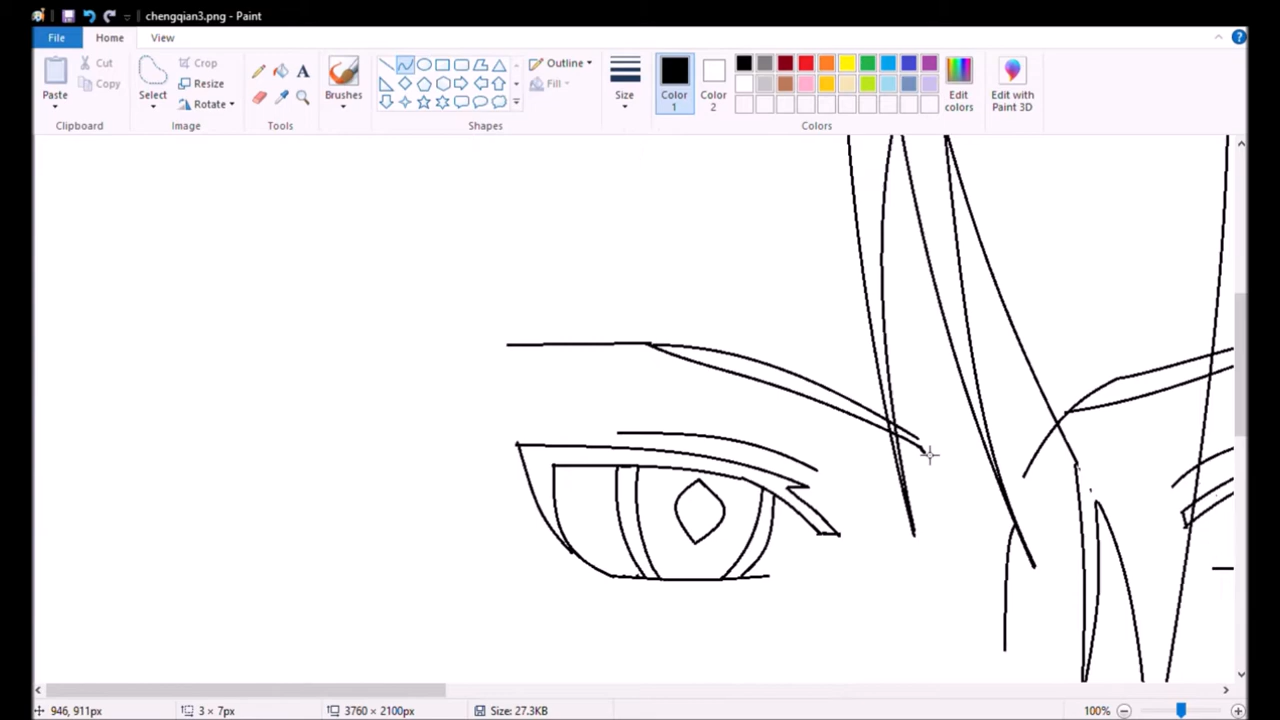 chengqian3.png - Paint
File Home View
Paste
Cut
Copy
Clipboard
Select
Crop
Resize
Rotate
Image
A
Tools
Brushes
Outline
Fill
Shapes
Size
Color 1
Color 2
Edit colors
Colors
Edit with Paint 3D
946, 911px 3 × 7px 3760 × 2100px Size: 27.3KB 100%